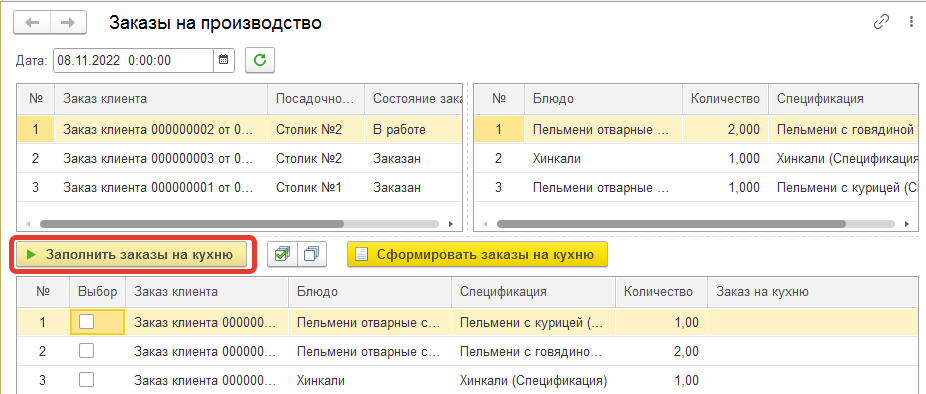 Заказы на производство
Дата: 08.11.2022 0:00:00
№ Заказ клиента Посадочно... Состояние зака
1 Заказ клиента 000000002 от 0... Столик №2 В работе
2 Заказ клиента 000000003 от 0... Столик №2 Заказан
3 Заказ клиента 000000001 от 0... Столик №1 Заказан
№ Блюдо Количество Спецификация
1 Пельмени отварные ... 2,000 Пельмени с говядиной
2 Хинкали 1,000 Хинкали (Спецификация
3 Пельмени отварные ... 1,000 Пельмени с курицей (С
Заполнить заказы на кухню Сформировать заказы на кухню
№ Выбор Заказ клиента Блюдо Спецификация Количество Заказ на кухню
1 Заказ клиента 00000... Пельмени отварные с... Пельмени с курицей (... 1,00
2 Заказ клиента 00000... Пельмени отварные с... Пельмени с говядино... 2,00
3 Заказ клиента 00000... Хинкали Хинкали (Спецификация) 1,00